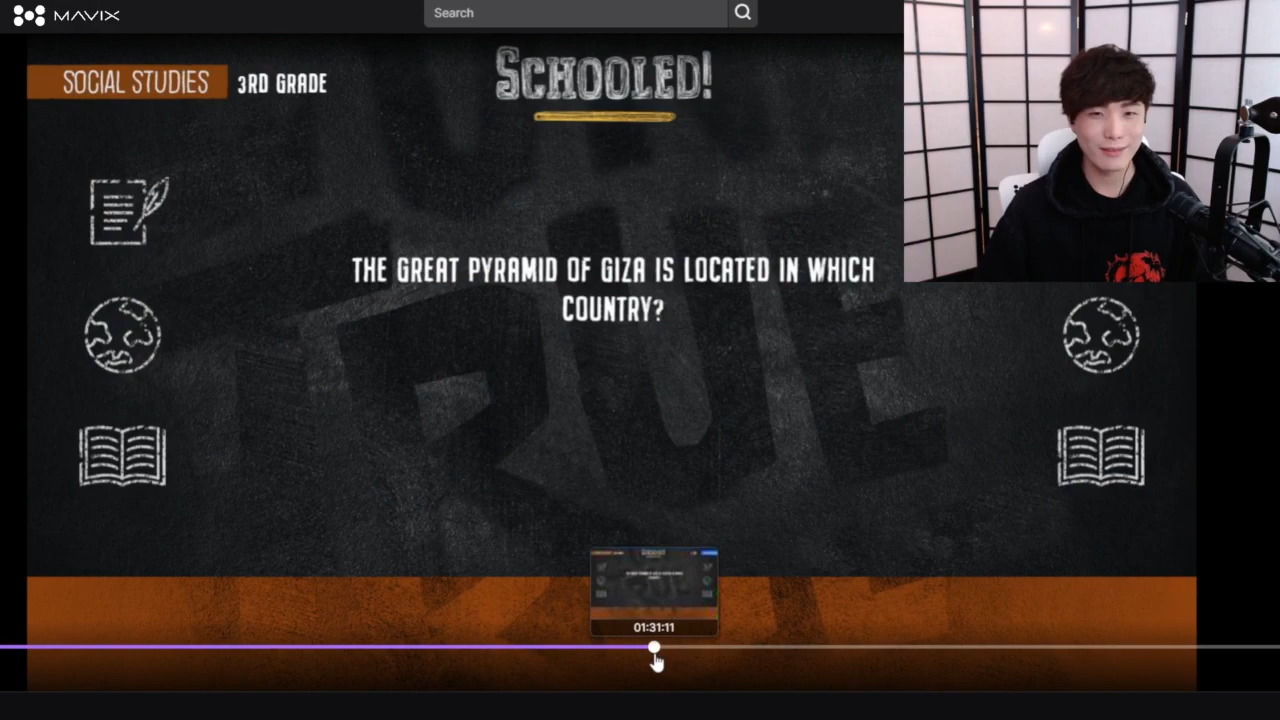 MAVIX
Search
SOCIAL STUDIES
3RD GRADE
SCHOOLED!
THE GREAT PYRAMID OF GIZA IS LOCATED IN WHICH
COUNTRY?
TRUE
01:31:11